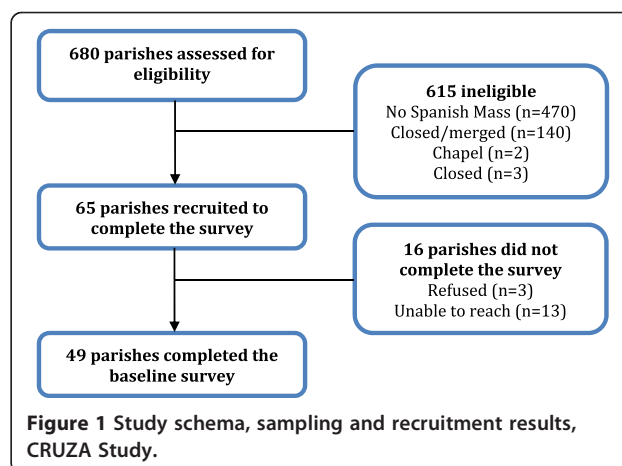 680 parishes assessed for
eligibility
615 ineligible
No Spanish Mass (n=470)
Closed/merged (n=140)
Chapel (n=2)
Closed (n=3)
65 parishes recruited to
complete the survey
16 parishes did not
complete the survey
Refused (n=3)
Unable to reach (n=13)
49 parishes completed the
baseline survey
Figure 1 Study schema, sampling and recruitment results,
CRUZA Study.